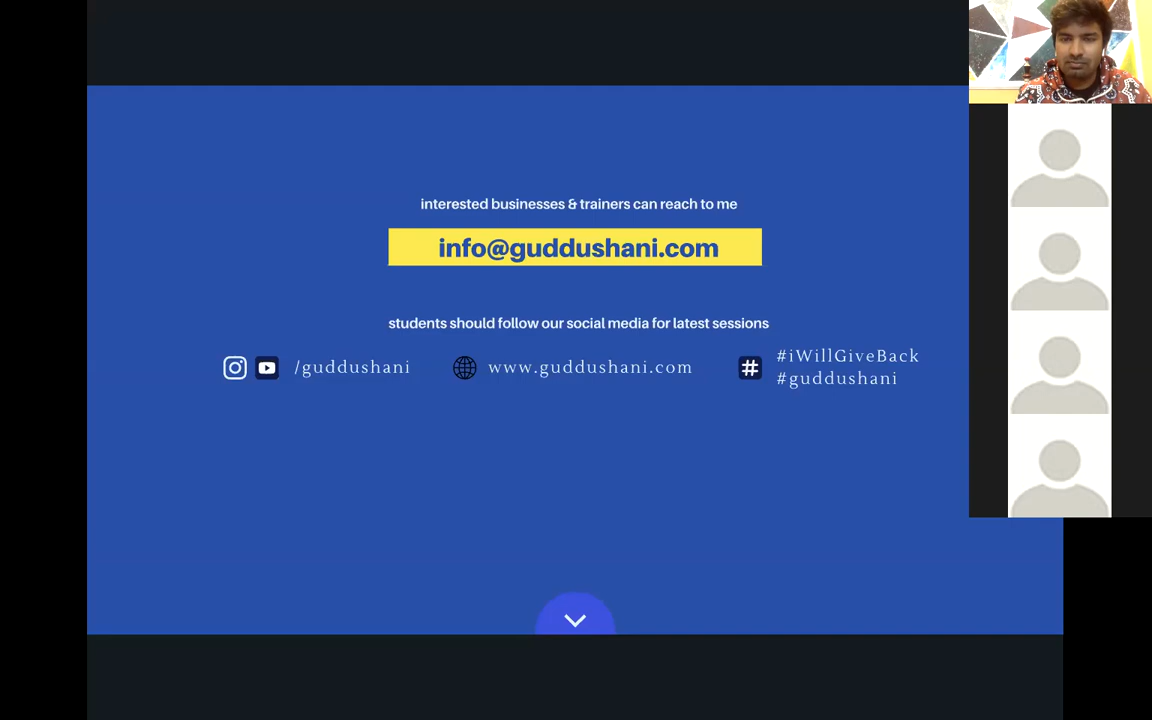 interested businesses & trainers can reach to me
info@guddushani.com
students should follow our social media for latest sessions
/guddushani
www.guddushani.com
#iWillGiveBack
#guddushani